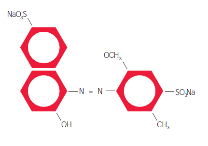 NaO₃S
OCH₃
N = N
SO₃Na
OH
CH₃